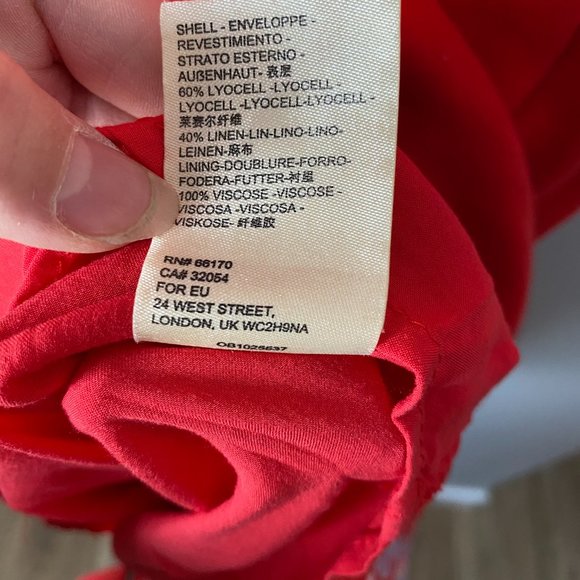 SHELL - ENVELOPPE -
REVESTIMIENTO -
STRATO ESTERNO -
AUßENHAUT- 表层
60% LYOCELL -LYOCELL -
LYOCELL -LYOCELL-LYOCELL-
莱赛尔纤维
40% LINEN-LIN-LINO-LINO-
LEINEN-麻布
LINING-DOUBLURE-FORRO-
FODERA-FUTTER-衬里
100% VISCOSE -VISCOSE -
VISCOSA -VISCOSA -
VISKOSE- 纤维胶
RN# 66170
CA# 32054
FOR EU
24 WEST STREET,
LONDON, UK WC2H9NA